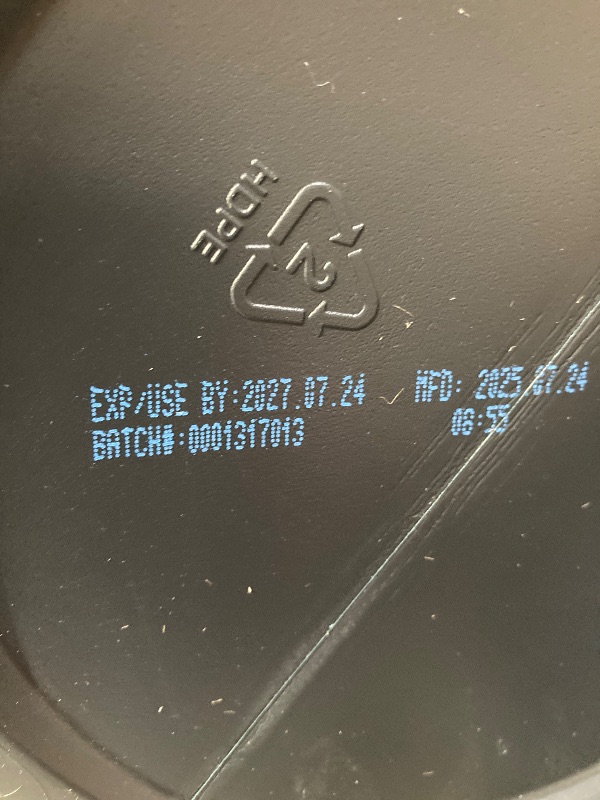 HDPE
2
EXP/USE BY:2027.07.24 MFD: 2025.07.24
BATCH#:0001317013 08:55